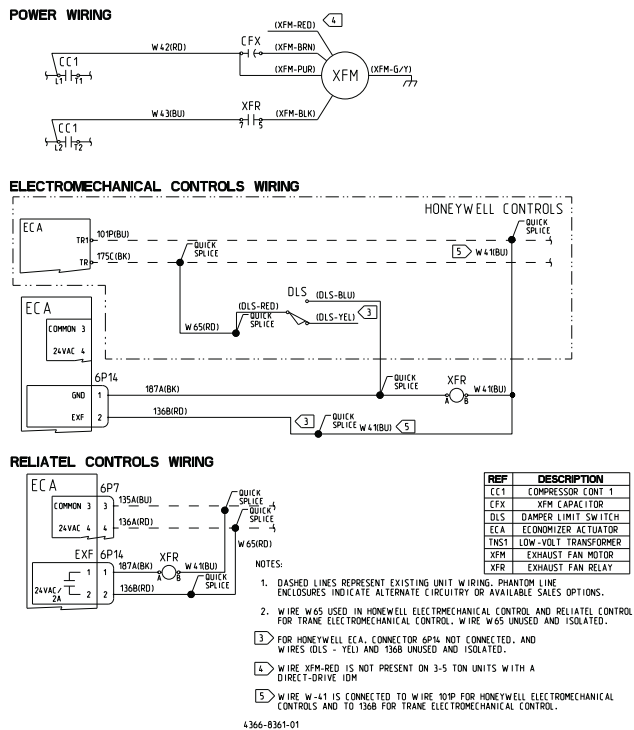 POWER WIRING
(XFM-RED) 4
CFX
W42(RD) (XFM-BRN)
CC1
(XFM-PUR) XFM (XFM-G/Y)
L1 T1
XFR
W43(BU) (XFM-BLK)
7 5
CC1
L2 T2
ELECTROMECHANICAL CONTROLS WIRING
HONEYWELL CONTROLS
ECA
QUICK
SPLICE
101P(BU)
TR1
QUICK
SPLICE
5 W41(BU)
175C(BK)
TR
DLS (DLS-BLU)
ECA
(DLS-RED)
QUICK
SPLICE
(DLS-YEL) 3
COMMON 3
W65(RD)
24VAC 4
6P14
QUICK
SPLICE
XFR
GND 1 187A(BK) A B W41(BU)
EXF 2 136B(RD) 3
QUICK
SPLICE W41(BU) 5
RELIATEL CONTROLS WIRING
ECA 6P7
135A(BU)
QUICK
SPLICE
COMMON 3 3
QUICK
SPLICE
136A(RD)
24VAC 4 4
W65(RD)
EXF 6P14 XFR
187A(BK) W41(BU)
1 1 A B
QUICK
SPLICE
24VAC/
2A
2 2 136B(RD)
REF DESCRIPTION
CC1 COMPRESSOR CONT 1
CFX XFM CAPACITOR
DLS DAMPER LIMIT SWITCH
ECA ECONOMIZER ACTUATOR
TNS1 LOW-VOLT TRANSFORMER
XFM EXHAUST FAN MOTOR
XFR EXHAUST FAN RELAY
NOTES:
1. DASHED LINES REPRESENT EXISTING UNIT WIRING. PHANTOM LINE
ENCLOSURES INDICATE ALTERNATE CIRCUITRY OR AVAILABLE SALES OPTIONS.
2. WIRE W65 USED IN HONEWELL ELECTRMECHANICAL CONTROL AND RELIATEL CONTROL
FOR TRANE ELECTROMECHANICAL CONTROL, WIRE W65 UNUSED AND ISOLATED.
3 FOR HONEYWELL ECA, CONNECTOR 6P14 NOT CONNECTED, AND
WIRES (DLS - YEL) AND 136B UNUSED AND ISOLATED.
4 WIRE XFM-RED IS NOT PRESENT ON 3-5 TON UNITS WITH A
DIRECT-DRIVE IDM
5 WIRE W-41 IS CONNECTED TO WIRE 101P FOR HONEYWELL ELECTROMECHANICAL
CONTROLS AND TO 136B FOR TRANE ELECTROMECHANICAL CONTROL.
4366-8361-01